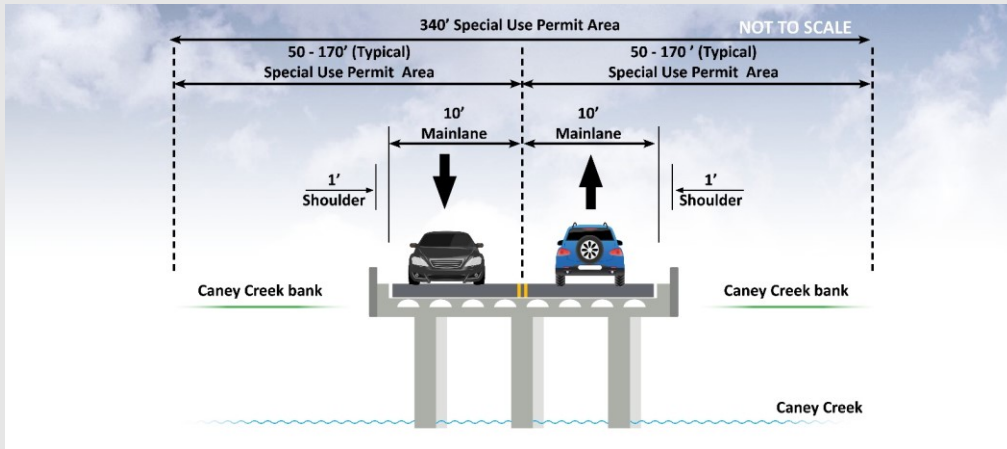 340' Special Use Permit Area
NOT TO SCALE
50 - 170' (Typical)
Special Use Permit Area
50 - 170 ' (Typical)
Special Use Permit Area
10'
Mainlane
10'
Mainlane
1'
Shoulder
1'
Shoulder
Caney Creek bank
Caney Creek bank
Caney Creek